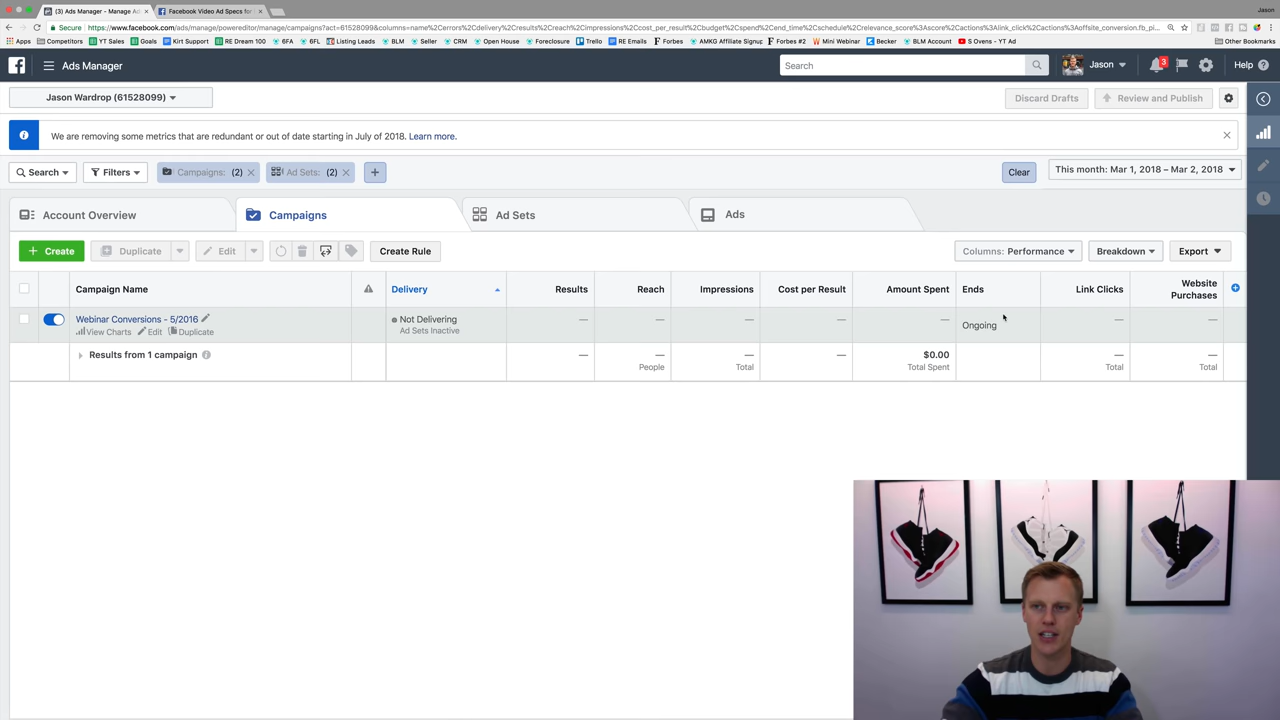 Jason
(3) Ads Manager - Manage Ad
Facebook Video Ad Specs for
Secure
Apps
Competitors
YT Sales
Goals
Kirt Support
RE Dream 100
6FA
6FL
Listing Leads
BLM
Seller
CRM
Open House
Foreclosure
Trello
RE Emails
Forbes
Forbes #2
AMKG Affiliate Signup
Mini Webinar
Becker
BLM Account
S Ovens - YT Ad
Other Bookmarks
Ads Manager
Search
Jason
3
Help
Jason Wardrop (61528099)
Discard Drafts
Review and Publish
We are removing some metrics that are redundant or out of date starting in July of 2018. Learn more.
Search
Filters
Campaigns: (2)
Ad Sets: (2)
Clear
This month: Mar 1, 2018 – Mar 2, 2018
Account Overview
Campaigns
Ad Sets
Ads
+ Create
Duplicate
Edit
Create Rule
Columns: Performance
Breakdown
Export
Campaign Name
Delivery
Results
Reach
Impressions
Cost per Result
Amount Spent
Ends
Link Clicks
Website
Purchases
Webinar Conversions - 5/2016
View Charts
Edit
Duplicate
Not Delivering
Ad Sets Inactive
—
—
—
—
—
Ongoing
—
—
Results from 1 campaign
—
—
People
—
Total
—
$0.00
Total Spent
—
Total
—
Total